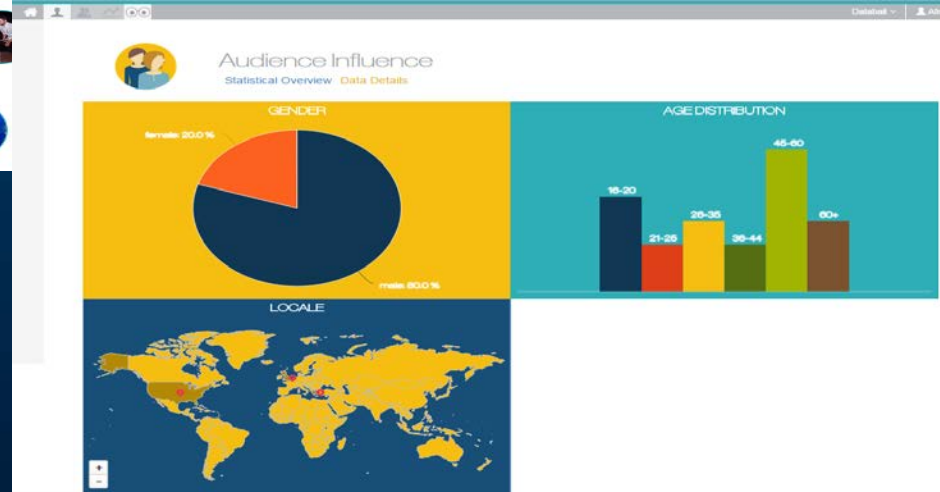 Databall
Audience Influence
Statistical Overview Data Details
GENDER
female: 20.0 %
male: 80.0 %
AGE DISTRIBUTION
16-20
21-26
26-35
36-44
45-60
60+
LOCALE
+
-